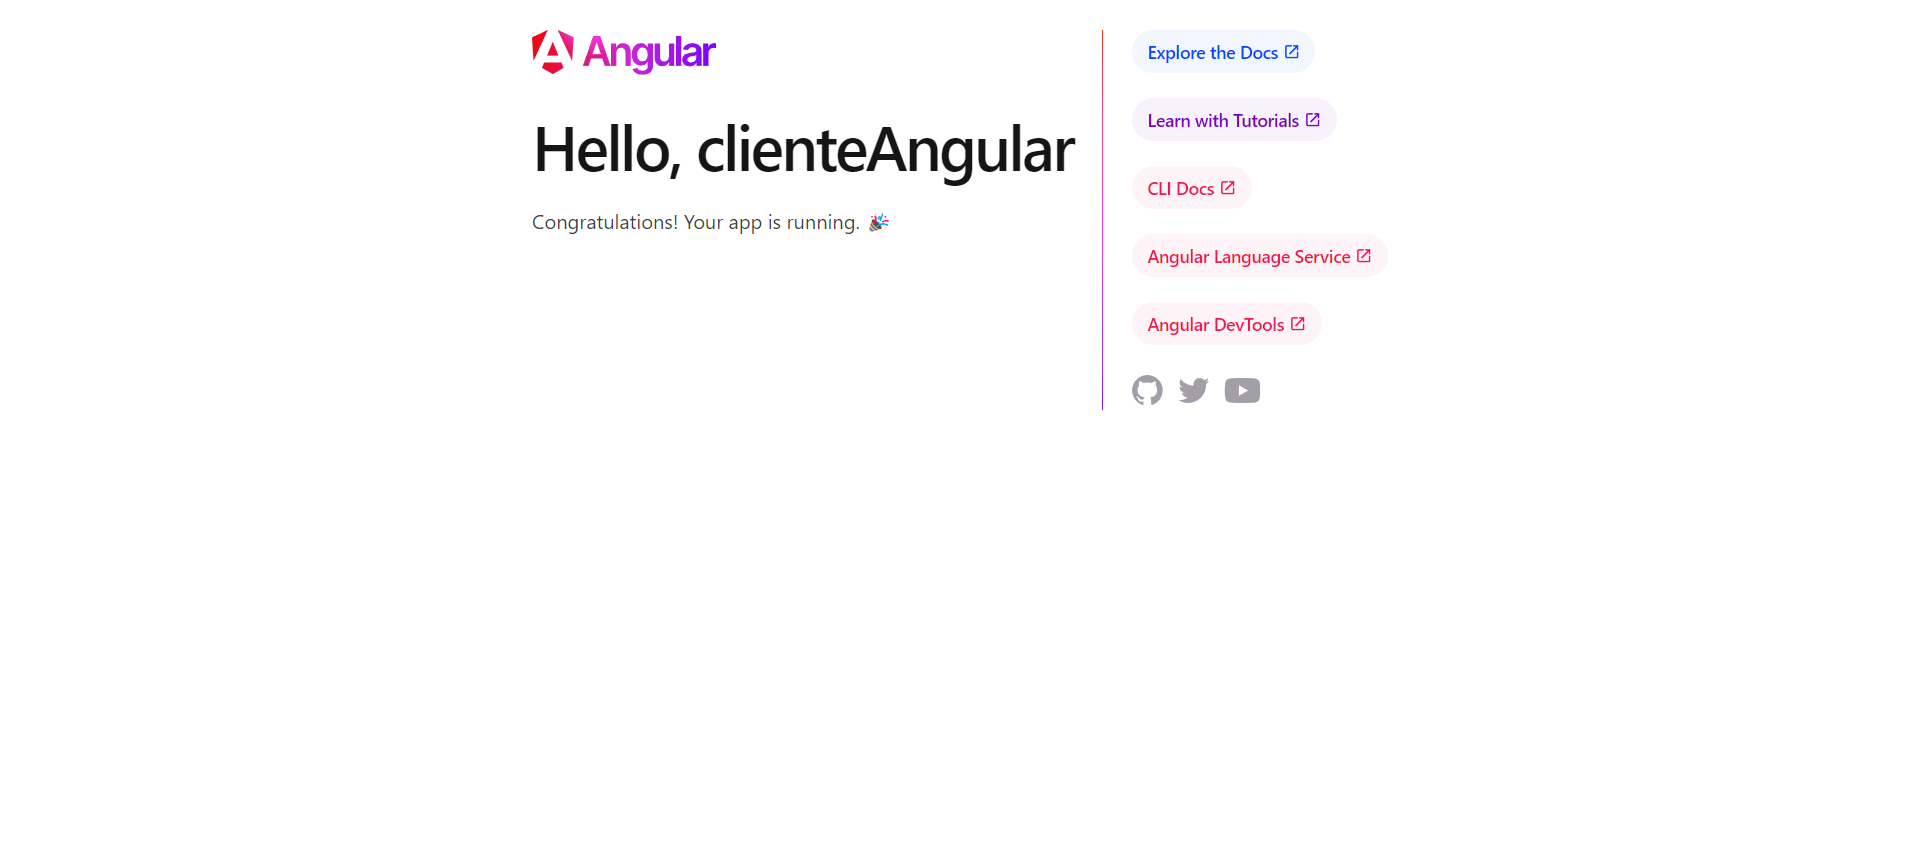 Angular
Hello, clienteAngular
Congratulations! Your app is running. 🎉
Explore the Docs
Learn with Tutorials
CLI Docs
Angular Language Service
Angular DevTools